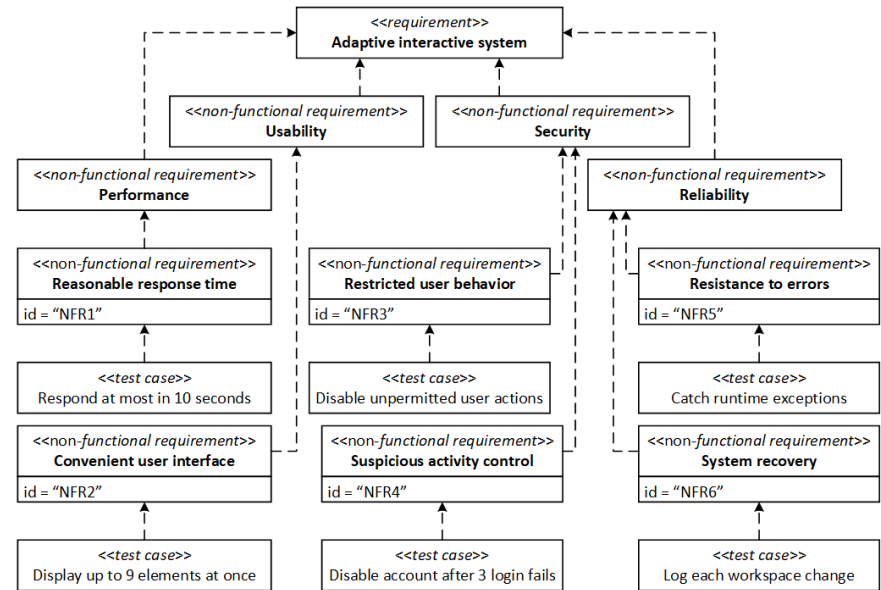 <<requirement>>
Adaptive interactive system
<<non-functional requirement>>
Usability
<<non-functional requirement>>
Security
<<non-functional requirement>>
Performance
<<non-functional requirement>>
Reliability
<<non-functional requirement>>
Reasonable response time
id = “NFR1”
<<non-functional requirement>>
Restricted user behavior
id = “NFR3”
<<non-functional requirement>>
Resistance to errors
id = “NFR5”
<<test case>>
Respond at most in 10 seconds
<<test case>>
Disable unpermitted user actions
<<test case>>
Catch runtime exceptions
<<non-functional requirement>>
Convenient user interface
id = “NFR2”
<<non-functional requirement>>
Suspicious activity control
id = “NFR4”
<<non-functional requirement>>
System recovery
id = “NFR6”
<<test case>>
Display up to 9 elements at once
<<test case>>
Disable account after 3 login fails
<<test case>>
Log each workspace change